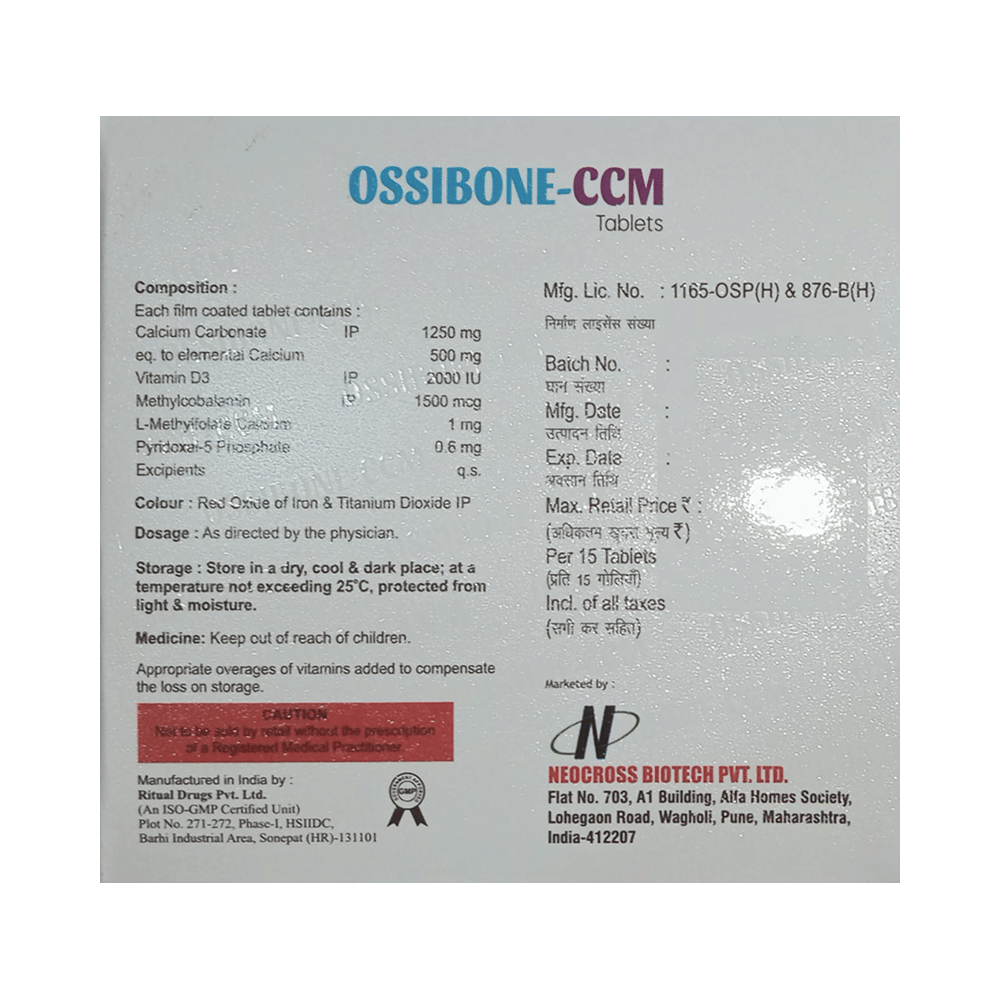 OSSIBONE-CCM
Tablets
Composition :
Each film coated tablet contains :
Calcium Carbonate IP 1250 mg
eq. to elemental Calcium 500 mg
Vitamin D3 IP 2000 IU
Methylcobalamin IP 1500 mcg
L-Methylfolate Calcium 1 mg
Pyridoxal-5 Phosphate 0.6 mg
Excipients q.s.
Colour : Red Oxide of Iron & Titanium Dioxide IP
Dosage : As directed by the physician.
Storage : Store in a dry, cool & dark place; at a
temperature not exceeding 25°C, protected from
light & moisture.
Medicine: Keep out of reach of children.
Appropriate overages of vitamins added to compensate
the loss on storage.
CAUTION
Not to be sold by retail without the prescription
of a Registered Medical Practitioner.
Manufactured in India by :
Ritual Drugs Pvt. Ltd.
(An ISO-GMP Certified Unit)
Plot No. 271-272, Phase-I, HSIIDC,
Barhi Industrial Area, Sonepat (HR)-131101
GMP
Mfg. Lic. No. : 1165-OSP(H) & 876-B(H)
निर्माण लाइसेंस संख्या
Batch No. :
घान संख्या
Mfg. Date :
उत्पादन तिथि
Exp. Date :
अवसान तिथि
Max. Retail Price ₹ :
(अधिकतम खुदरा मूल्य ₹)
Per 15 Tablets
(प्रति 15 गोलियाँ)
Incl. of all taxes
(सभी कर सहित)
Marketed by :
N
NEOCROSS BIOTECH PVT. LTD.
Flat No. 703, A1 Building, Alfa Homes Society,
Lohegaon Road, Wagholi, Pune, Maharashtra,
India-412207